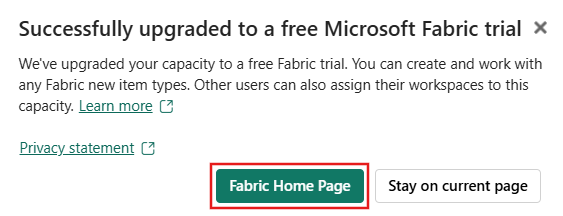 Successfully upgraded to a free Microsoft Fabric trial
We've upgraded your capacity to a free Fabric trial. You can create and work with
any Fabric new item types. Other users can also assign their workspaces to this
capacity. Learn more
Privacy statement
Fabric Home Page
Stay on current page